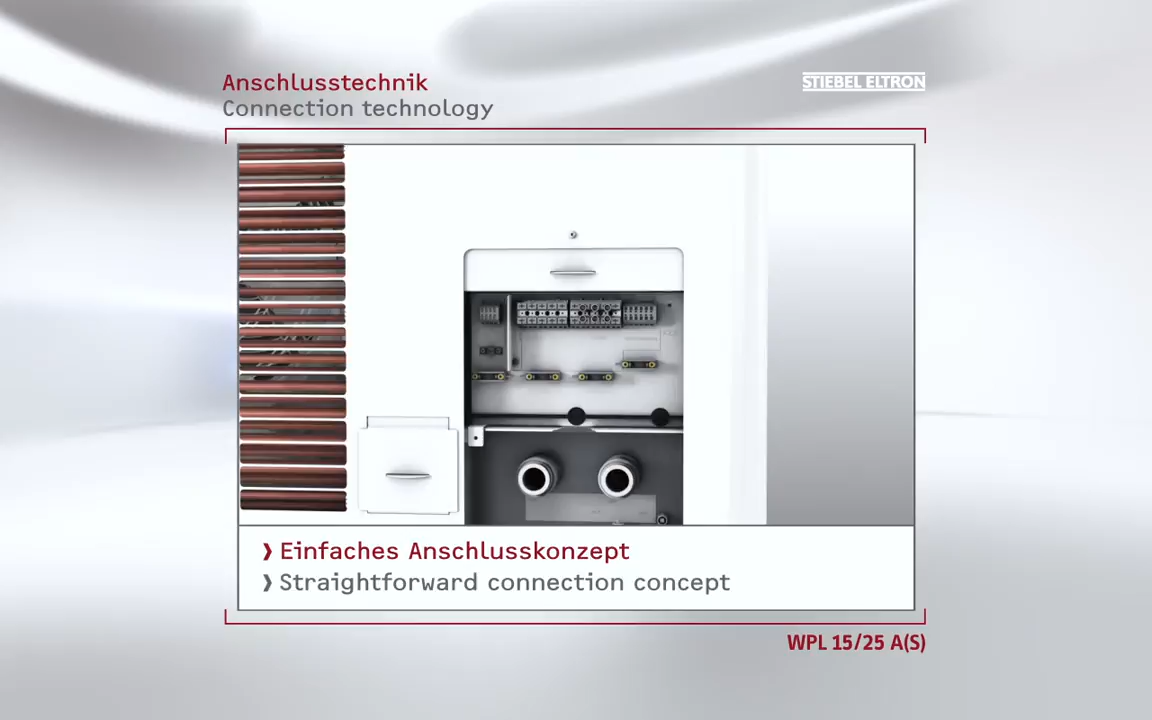 Anschlusstechnik
Connection technology
STIEBEL ELTRON
❱ Einfaches Anschlusskonzept
❱ Straightforward connection concept
WPL 15/25 A(S)